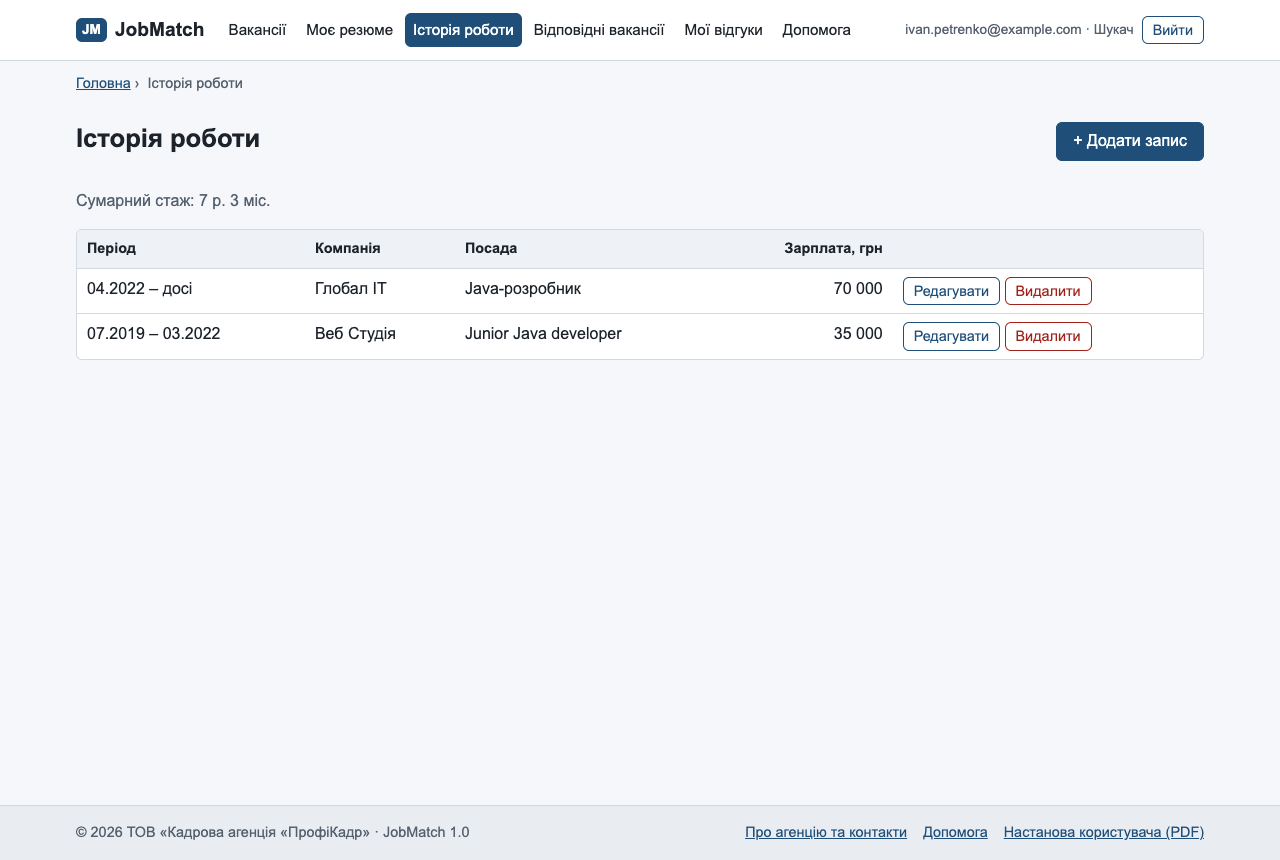 JM JobMatch Вакансії Моє резюме Історія роботи Відповідні вакансії Мої відгуки Допомога ivan.petrenko@example.com · Шукач Вийти
Головна › Історія роботи
Історія роботи + Додати запис
Сумарний стаж: 7 р. 3 міс.
Період Компанія Посада Зарплата, грн
04.2022 – досі Глобал ІТ Java-розробник 70 000 Редагувати Видалити
07.2019 – 03.2022 Веб Студія Junior Java developer 35 000 Редагувати Видалити
© 2026 ТОВ «Кадрова агенція «ПрофіКадр» · JobMatch 1.0 Про агенцію та контакти Допомога Настанова користувача (PDF)